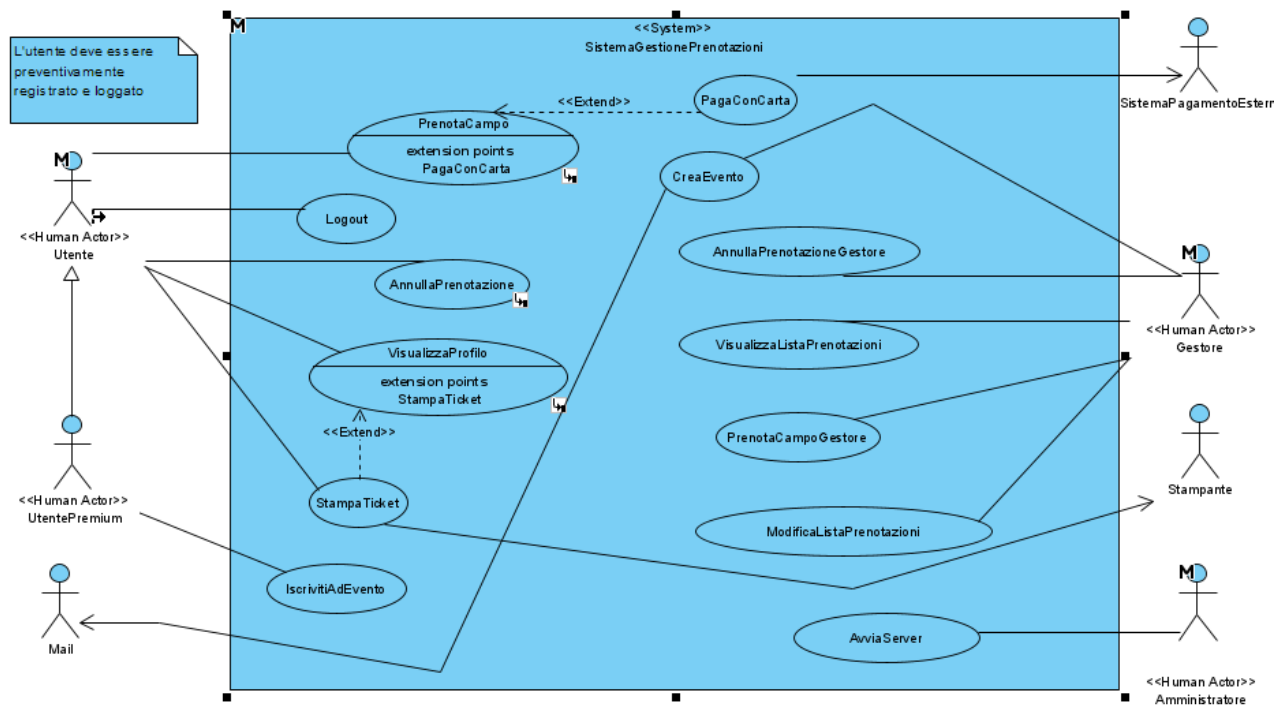 M
<<System>>
SistemaGestionePrenotazioni
L'utente deve essere
preventivamente
registrato e loggato
<<Extend>>
PagaConCarta
SistemaPagamentoEstern
PrenotaCampo
extension points
PagaConCarta
M
<<Human Actor>>
Utente
CreaEvento
Logout
AnnullaPrenotazioneGestore
M
<<Human Actor>>
Gestore
AnnullaPrenotazione
VisualizzaListaPrenotazioni
VisualizzaProfilo
extension points
StampaTicket
<<Extend>>
PrenotaCampoGestore
<<Human Actor>>
UtentePremium
StampaTicket
Stampante
ModificaListaPrenotazioni
IscrivitiAdEvento
M
Mail
AvviaServer
<<Human Actor>>
Amministratore